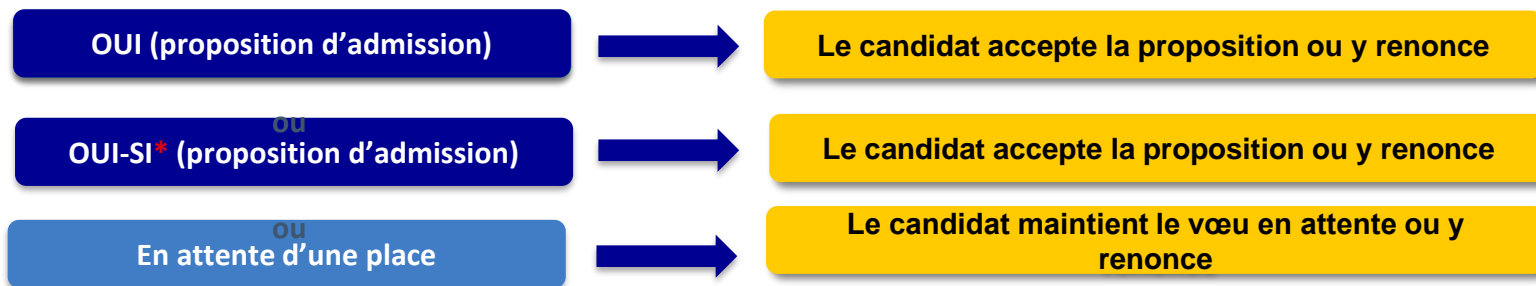 OUI (proposition d’admission)
Le candidat accepte la proposition ou y renonce
ou
OUI-SI* (proposition d’admission)
Le candidat accepte la proposition ou y renonce
ou
En attente d’une place
Le candidat maintient le vœu en attente ou y
renonce